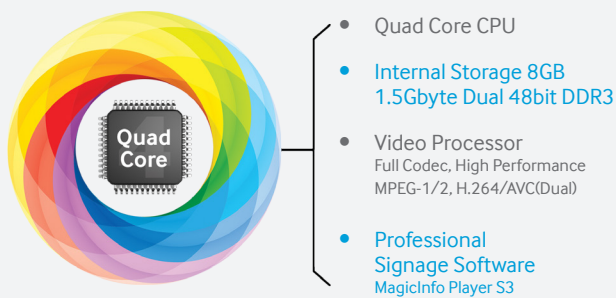 Quad
Core
Quad Core CPU
Internal Storage 8GB
1.5Gbyte Dual 48bit DDR3
Video Processor
Full Codec, High Performance
MPEG-1/2, H.264/AVC(Dual)
Professional
Signage Software
MagicInfo Player S3